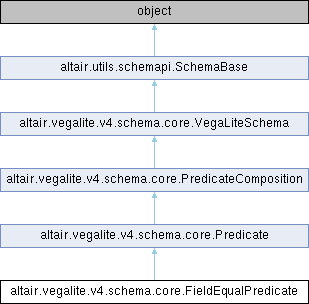 object
altair.utils.schemapi.SchemaBase
altair.vegalite.v4.schema.core.VegaLiteSchema
altair.vegalite.v4.schema.core.PredicateComposition
altair.vegalite.v4.schema.core.Predicate
altair.vegalite.v4.schema.core.FieldEqualPredicate